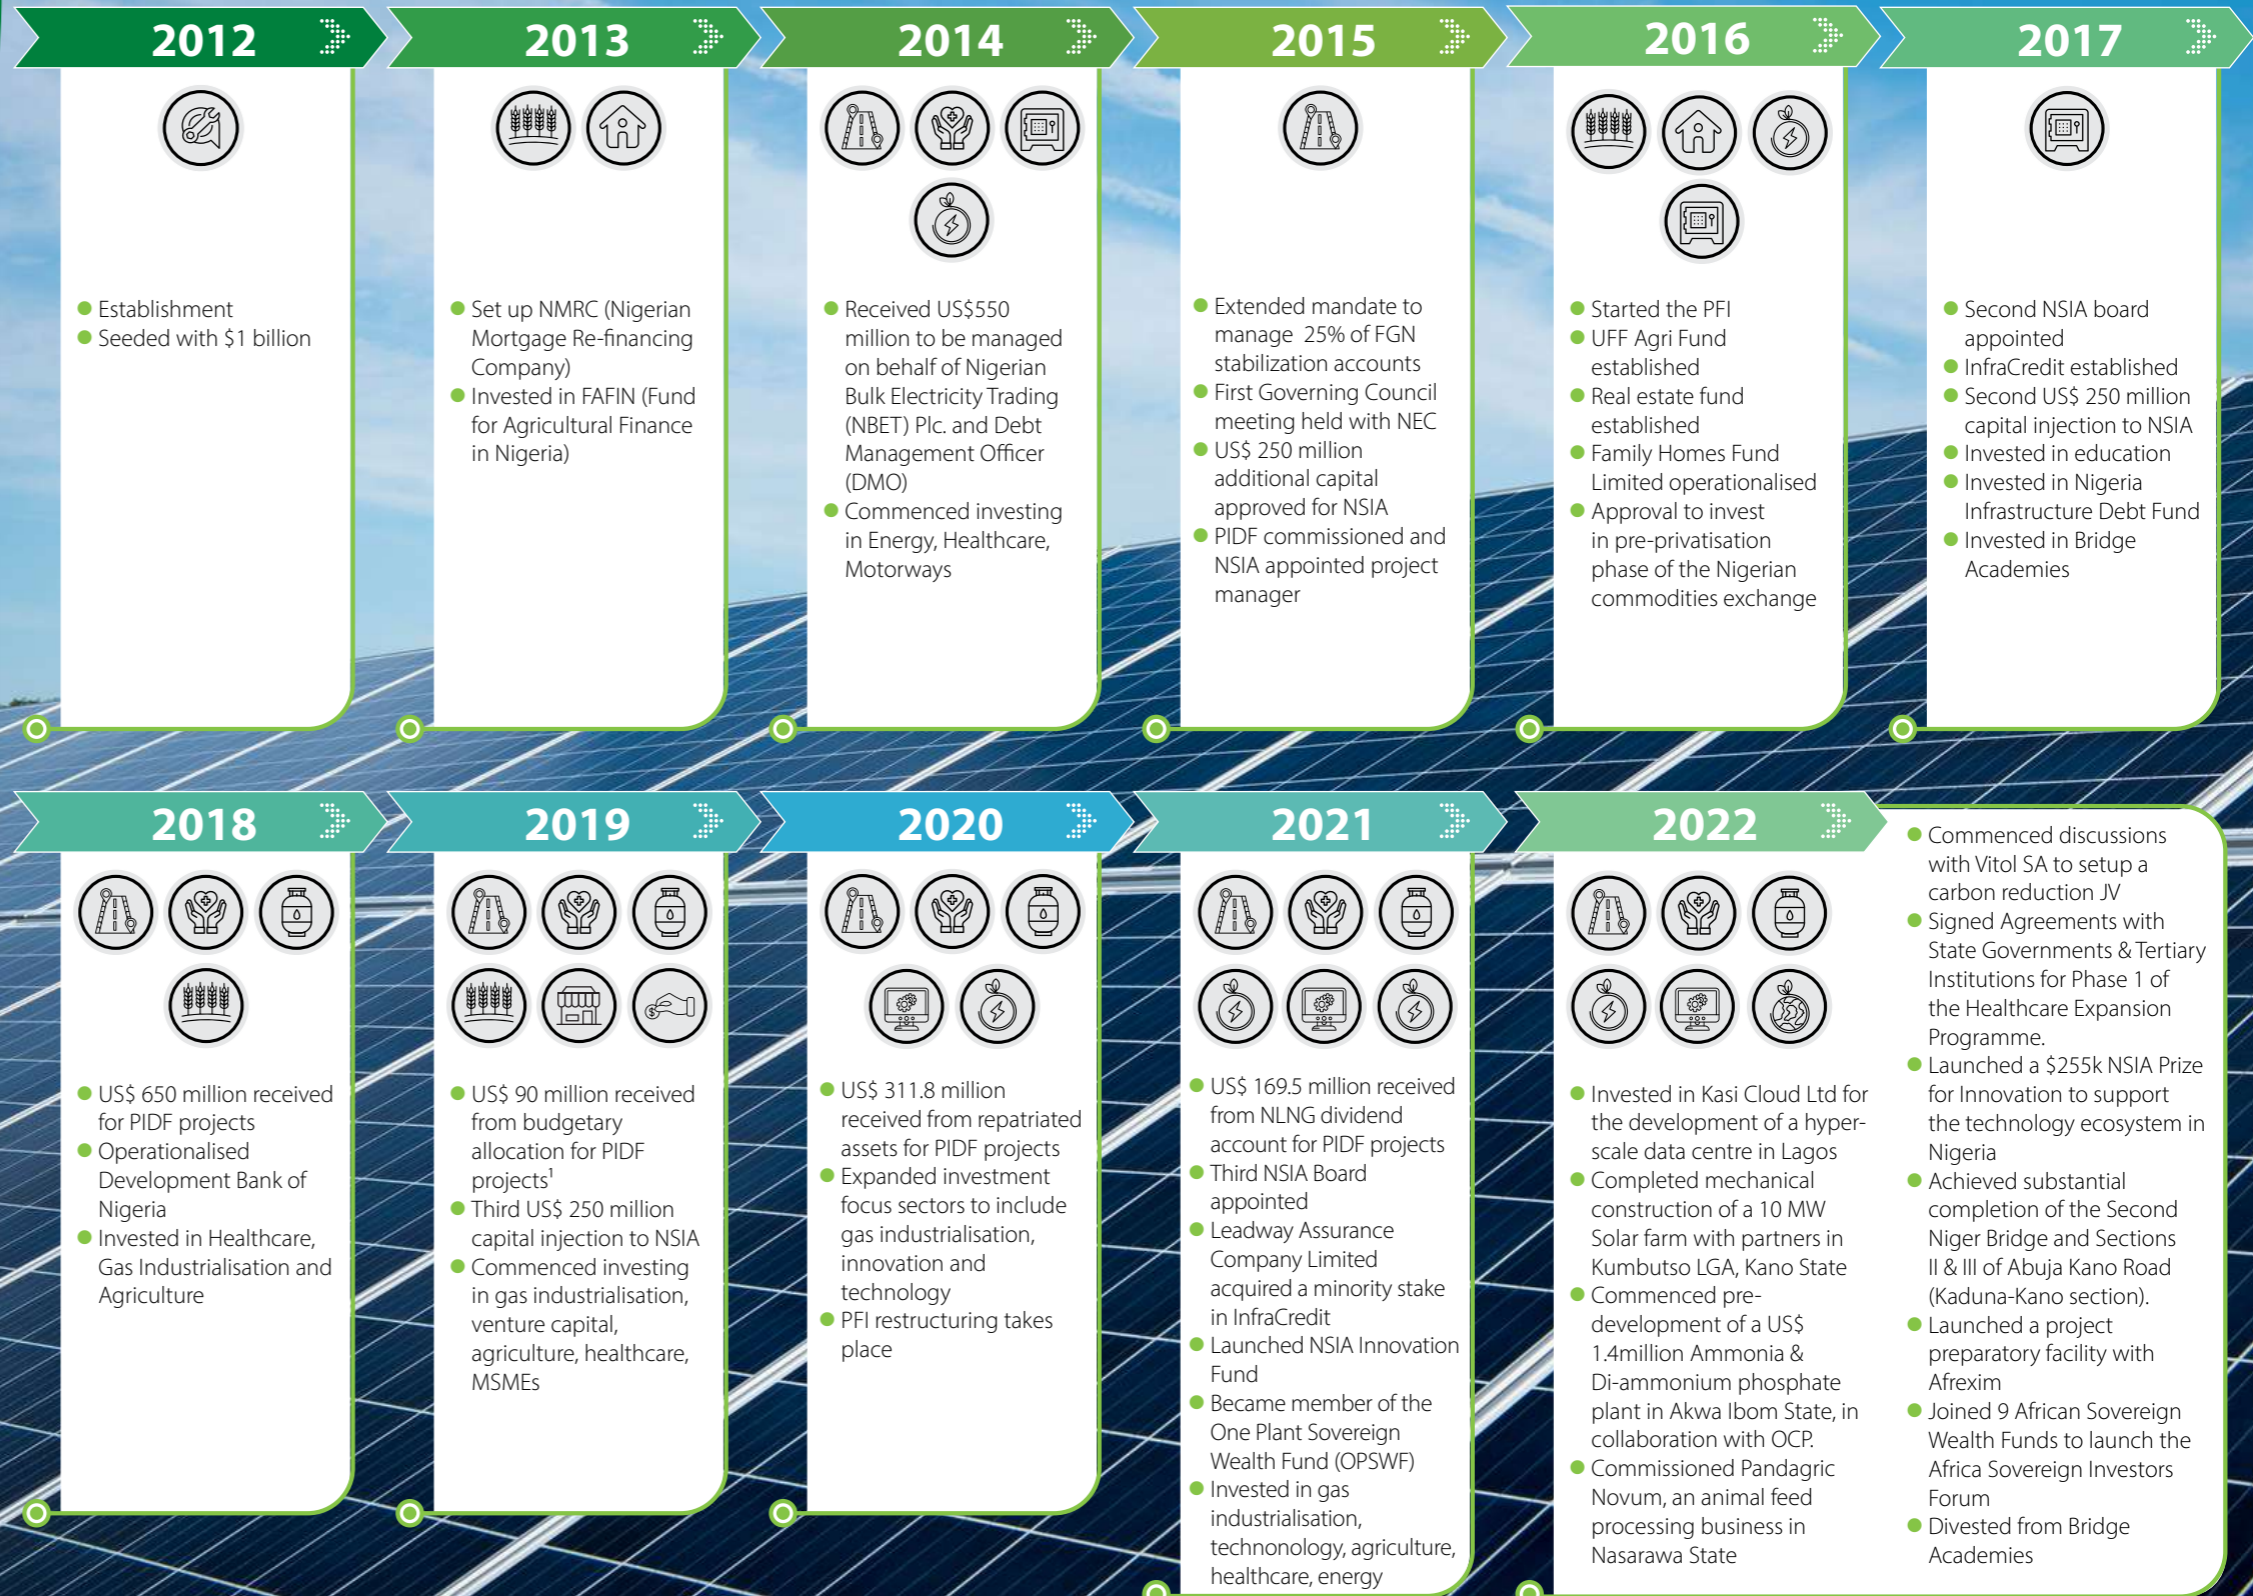 2012
Establishment
Seeded with $1 billion
2013
Set up NMRC (Nigerian
Mortgage Re-financing
Company)
Invested in FAFIN (Fund
for Agricultural Finance
in Nigeria)
2014
Received US$550
million to be managed
on behalf of Nigerian
Bulk Electricity Trading
(NBET) Plc. and Debt
Management Officer
(DMO)
Commenced investing
in Energy, Healthcare,
Motorways
2015
Extended mandate to
manage 25% of FGN
stabilization accounts
First Governing Council
meeting held with NEC
US$ 250 million
additional capital
approved for NSIA
PIDF commissioned and
NSIA appointed project
manager
2016
Started the PFI
UFF Agri Fund
established
Real estate fund
established
Family Homes Fund
Limited operationalised
Approval to invest
in pre-privatisation
phase of the Nigerian
commodities exchange
2017
Second NSIA board
appointed
InfraCredit established
Second US$ 250 million
capital injection to NSIA
Invested in education
Invested in Nigeria
Infrastructure Debt Fund
Invested in Bridge
Academies
2018
US$ 650 million received
for PIDF projects
Operationalised
Development Bank of
Nigeria
Invested in Healthcare,
Gas Industrialisation and
Agriculture
2019
US$ 90 million received
from budgetary
allocation for PIDF
projects¹
Third US$ 250 million
capital injection to NSIA
Commenced investing
in gas industrialisation,
venture capital,
agriculture, healthcare,
MSMEs
2020
US$ 311.8 million
received from repatriated
assets for PIDF projects
Expanded investment
focus sectors to include
gas industrialisation,
innovation and
technology
PFI restructuring takes
place
2021
US$ 169.5 million received
from NLNG dividend
account for PIDF projects
Third NSIA Board
appointed
Leadway Assurance
Company Limited
acquired a minority stake
in InfraCredit
Launched NSIA Innovation
Fund
Became member of the
One Plant Sovereign
Wealth Fund (OPSWF)
Invested in gas
industrialisation,
technonology, agriculture,
healthcare, energy
2022
Invested in Kasi Cloud Ltd for
the development of a hyper-
scale data centre in Lagos
Completed mechanical
construction of a 10 MW
Solar farm with partners in
Kumbutso LGA, Kano State
Commenced pre-
development of a US$
1.4million Ammonia &
Di-ammonium phosphate
plant in Akwa Ibom State, in
collaboration with OCP.
Commissioned Pandagric
Novum, an animal feed
processing business in
Nasarawa State
Commenced discussions
with Vitol SA to setup a
carbon reduction JV
Signed Agreements with
State Governments & Tertiary
Institutions for Phase 1 of
the Healthcare Expansion
Programme.
Launched a $255k NSIA Prize
for Innovation to support
the technology ecosystem in
Nigeria
Achieved substantial
completion of the Second
Niger Bridge and Sections
II & III of Abuja Kano Road
(Kaduna-Kano section).
Launched a project
preparatory facility with
Afrexim
Joined 9 African Sovereign
Wealth Funds to launch the
Africa Sovereign Investors
Forum
Divested from Bridge
Academies